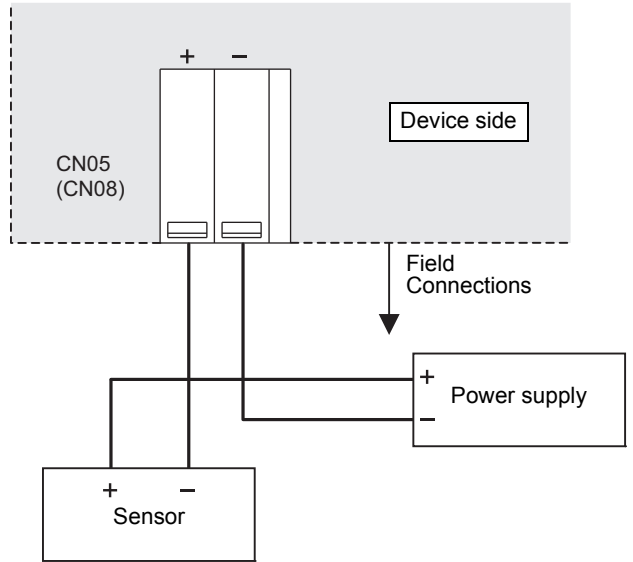 + −
Device side
CN05
(CN08)
Field
Connections
+
Power supply
−
+ −
Sensor